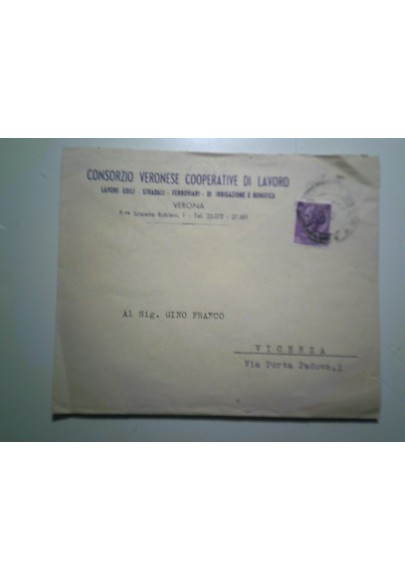 CONSORZIO VERONESE COOPERATIVE DI LAVORO
LAVORI EDILI - STRADALI - FERROVIARI - DI IRRIGAZIONE E BONIFICA
VERONA
Al Sig. GINO FRANCO
VICENZA
Via Porta Padova,1